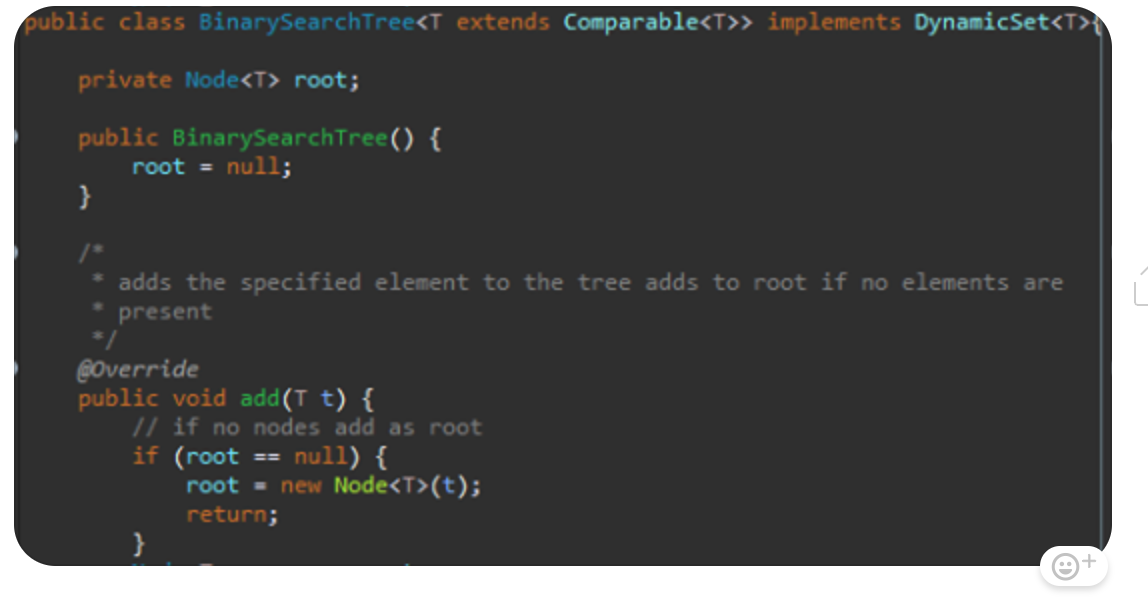 public class BinarySearchTree<T extends Comparable<T>> implements DynamicSet<T>{
private Node<T> root;
public BinarySearchTree() {
root = null;
}
/*
* adds the specified element to the tree adds to root if no elements are
* present
*/
@Override
public void add(T t) {
// if no nodes add as root
if (root == null) {
root = new Node<T>(t);
return;
}